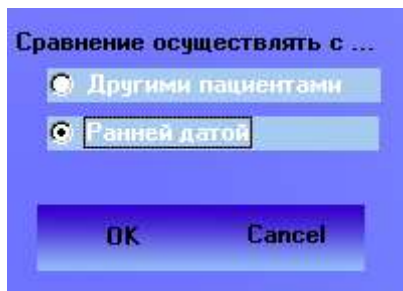 Сравнение осуществлять с ...
Другими пациентами
Ранней датой
OK Cancel